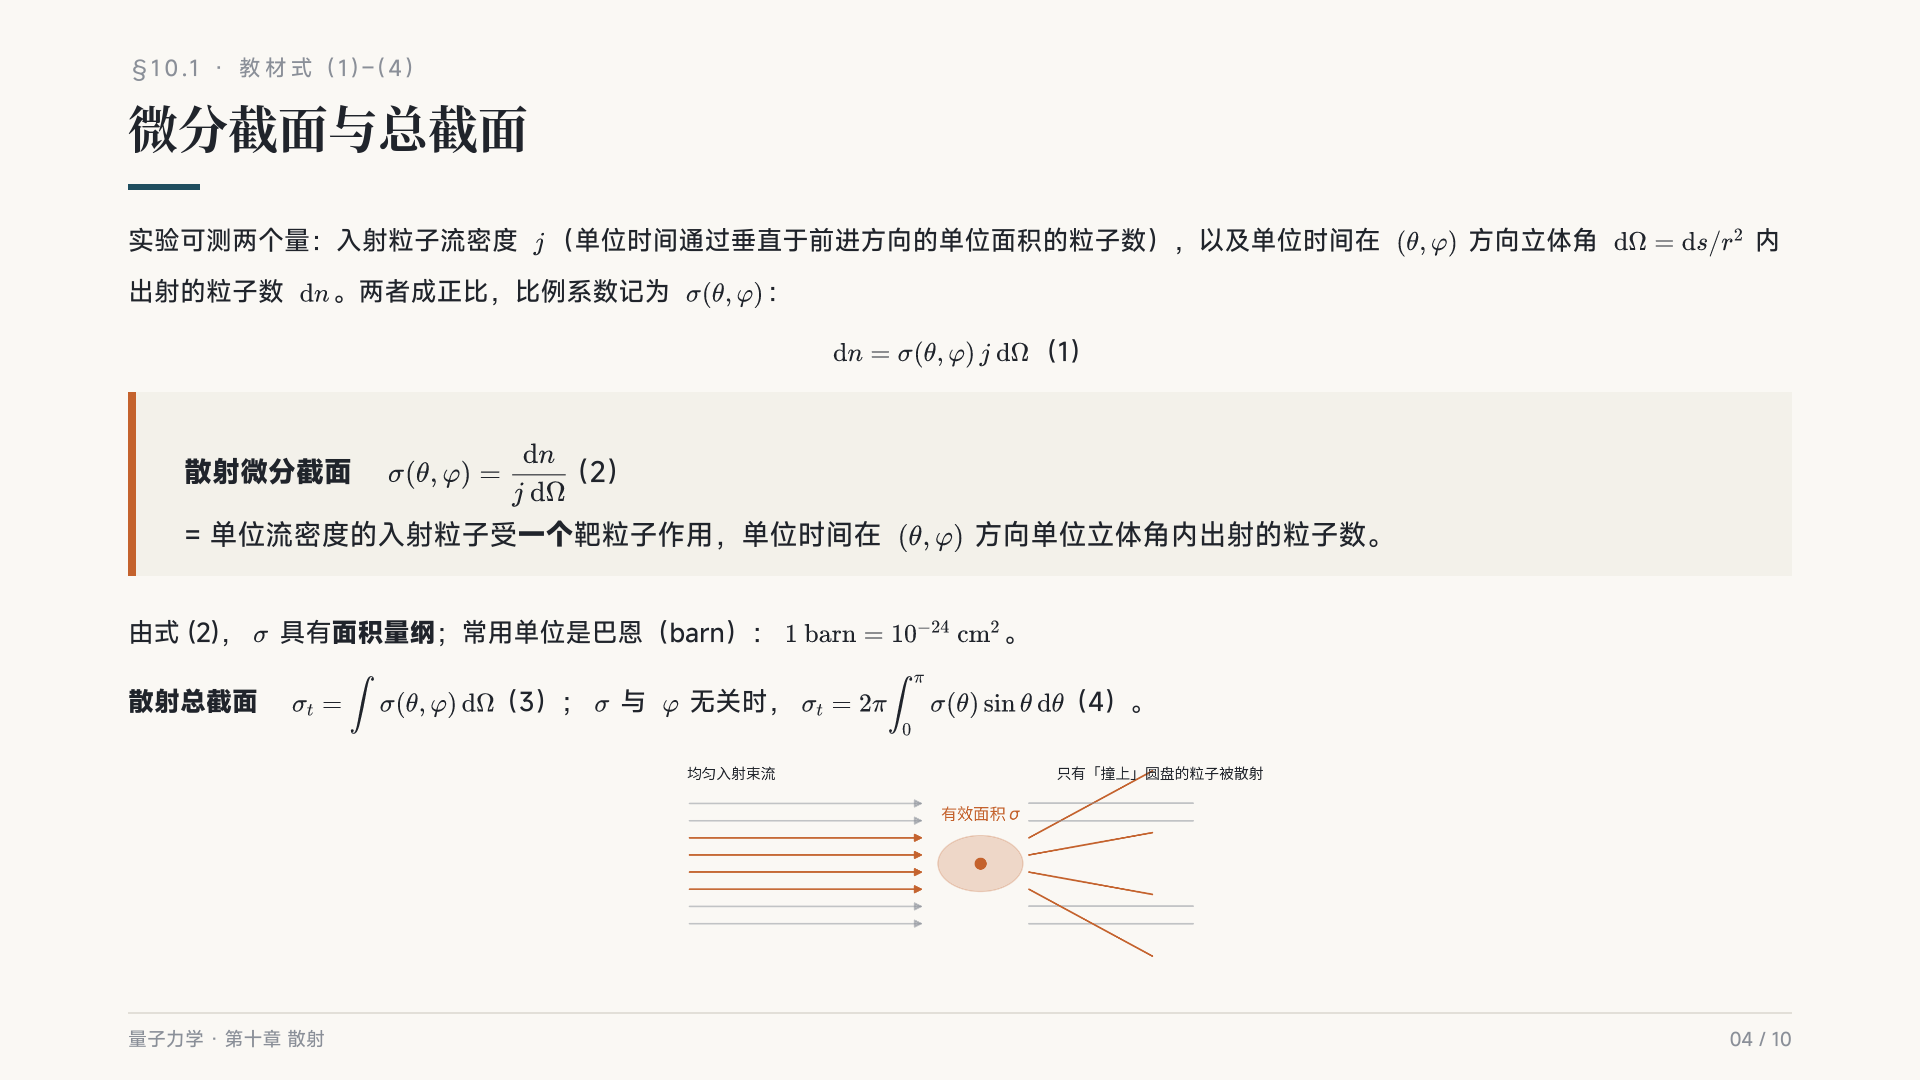 §10.1 · 教材式 (1)–(4)
微分截面与总截面
实验可测两个量：入射粒子流密度 j（单位时间通过垂直于前进方向的单位面积的粒子数），以及单位时间在 (θ, φ) 方向立体角 dΩ = ds/r² 内
出射的粒子数 dn。两者成正比，比例系数记为 σ(θ, φ)：
dn = σ(θ, φ) j dΩ (1)
散射微分截面 σ(θ, φ) = dn / (j dΩ) (2)
= 单位流密度的入射粒子受一个靶粒子作用，单位时间在 (θ, φ) 方向单位立体角内出射的粒子数。
由式 (2)，σ 具有面积量纲；常用单位是巴恩（barn）：1 barn = 10⁻²⁴ cm²。
散射总截面 σₜ = ∫ σ(θ, φ) dΩ（3）；σ 与 φ 无关时，σₜ = 2π ∫₀^π σ(θ) sin θ dθ（4）。
均匀入射束流
只有「撞上」圆盘的粒子被散射
有效面积 σ
量子力学 · 第十章 散射
04 / 10